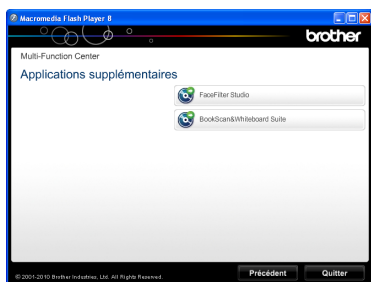 Macromedia Flash Player 8
brother
Multi-Function Center
Applications supplémentaires
FaceFilter Studio
BookScan&Whiteboard Suite
© 2001-2010 Brother Industries, Ltd. All Rights Reserved.
Précédent
Quitter